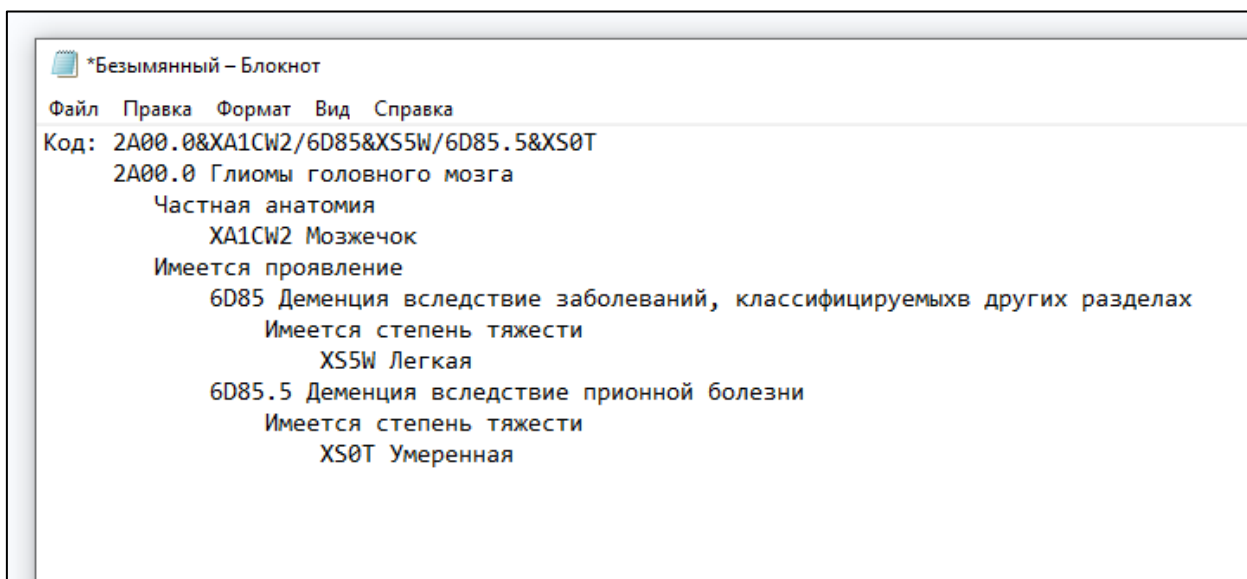 *Безымянный – Блокнот
Файл Правка Формат Вид Справка
Код: 2A00.0&XA1CW2/6D85&XS5W/6D85.5&XS0T
2A00.0 Глиомы головного мозга
Частная анатомия
XA1CW2 Мозжечок
Имеется проявление
6D85 Деменция вследствие заболеваний, классифицируемыхв других разделах
Имеется степень тяжести
XS5W Легкая
6D85.5 Деменция вследствие прионной болезни
Имеется степень тяжести
XS0T Умеренная